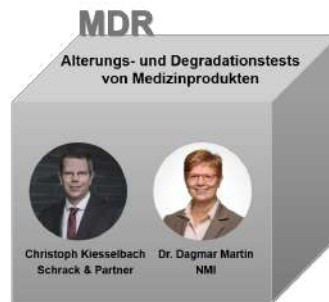 MDR
Alterungs- und Degradationstests
von Medizinprodukten
Christoph Kiesselbach
Schrack & Partner
Dr. Dagmar Martin
NMI